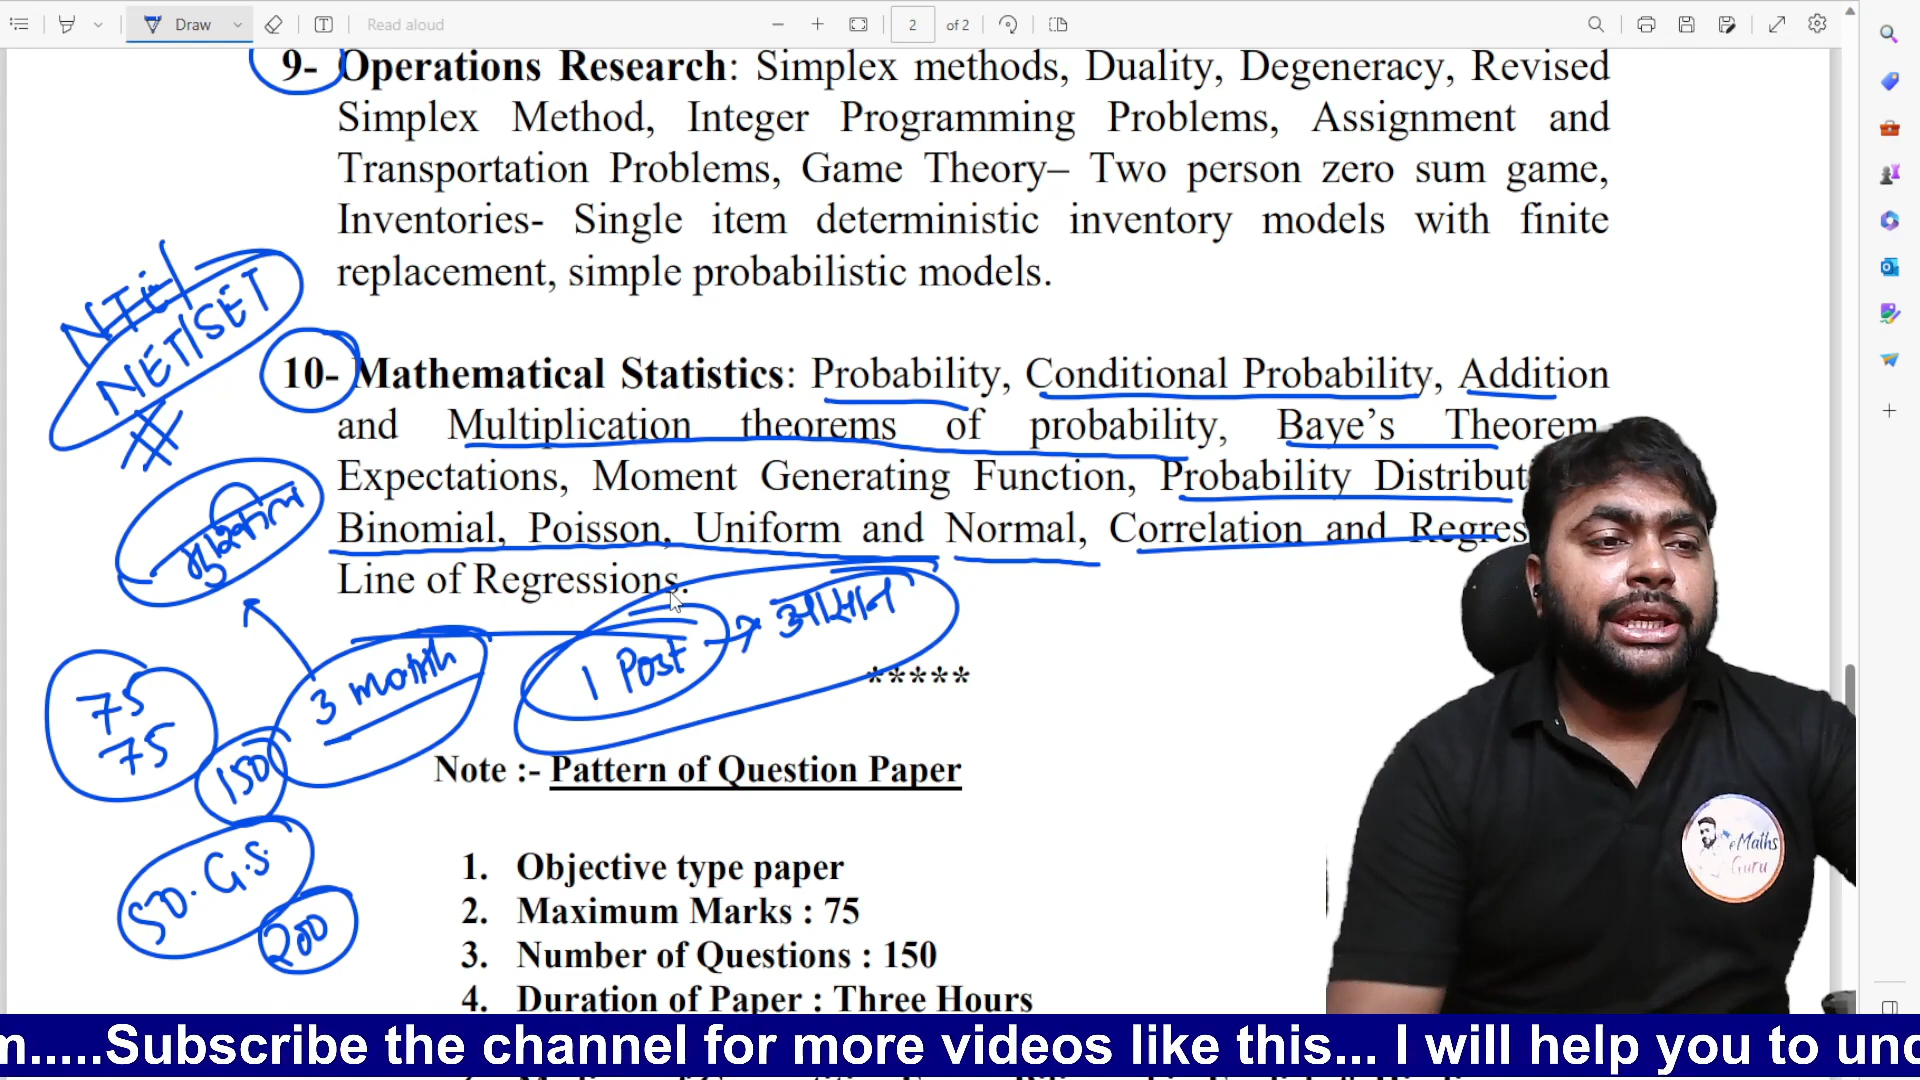 Draw
Read aloud
2
of 2
9- Operations Research: Simplex methods, Duality, Degeneracy, Revised
Simplex Method, Integer Programming Problems, Assignment and
Transportation Problems, Game Theory– Two person zero sum game,
Inventories- Single item deterministic inventory models with finite
replacement, simple probabilistic models.
NET/SET
#
10- Mathematical Statistics: Probability, Conditional Probability, Addition
and Multiplication theorems of probability, Baye's Theorem
Expectations, Moment Generating Function, Probability Distribut
Binomial, Poisson, Uniform and Normal, Correlation and Regres
Line of Regressions.
3 month
1 Post → आसान
75
75
150
50. G.S.
200
*****
Note :- Pattern of Question Paper
1. Objective type paper
2. Maximum Marks : 75
3. Number of Questions : 150
4. Duration of Paper : Three Hours
eMaths
Guru
m.....Subscribe the channel for more videos like this... I will help you to und